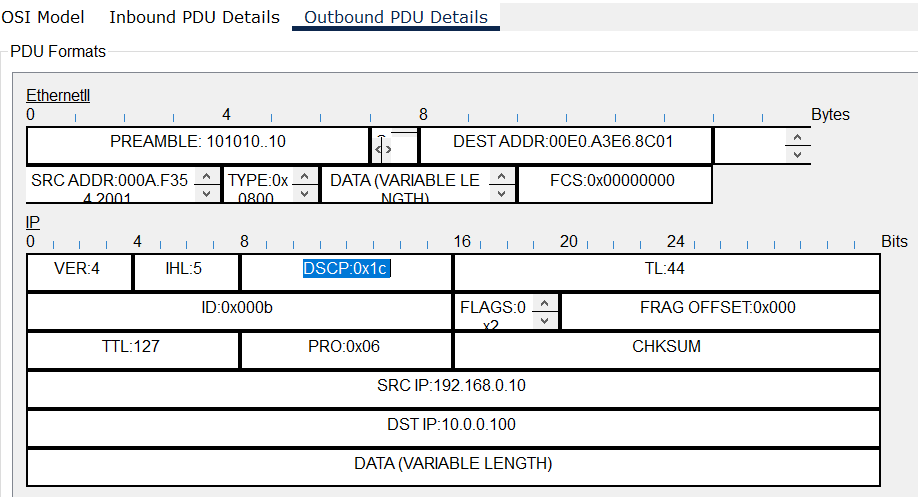 OSI Model Inbound PDU Details Outbound PDU Details
PDU Formats
EthernetII
0 4 8 Bytes
PREAMBLE: 101010..10 DEST ADDR:00E0.A3E6.8C01
SRC ADDR:000A.F35
4.2001
TYPE:0x
0800
DATA (VARIABLE LE
NGTH)
FCS:0x00000000
IP
0 4 8 16 20 24 Bits
VER:4 IHL:5 DSCP:0x1c TL:44
ID:0x000b FLAGS:0
x2
FRAG OFFSET:0x000
TTL:127 PRO:0x06 CHKSUM
SRC IP:192.168.0.10
DST IP:10.0.0.100
DATA (VARIABLE LENGTH)